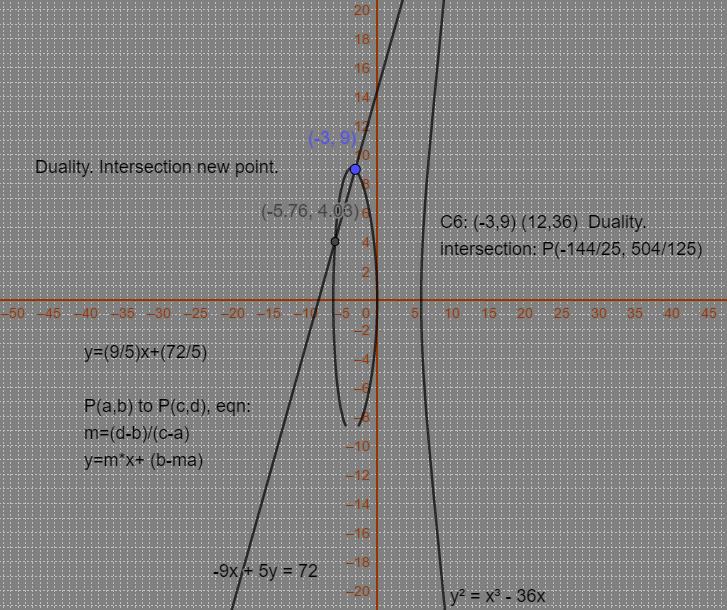 20
18
16
14
12
(-3, 9)
10
Duality. Intersection new point.
8
(-5.76, 4.03)
6
C6: (-3,9) (12,36) Duality.
4
intersection: P(-144/25, 504/125)
2
-50 -45 -40 -35 -30 -25 -20 -15 -10 -5 0 5 10 15 20 25 30 35 40 45
-2
y=(9/5)x+(72/5)
-4
-6
P(a,b) to P(c,d), eqn:
-8
m=(d-b)/(c-a)
-10
y=m*x+ (b-ma)
-12
-14
-16
-18
-9x + 5y = 72
-20
y² = x³ - 36x